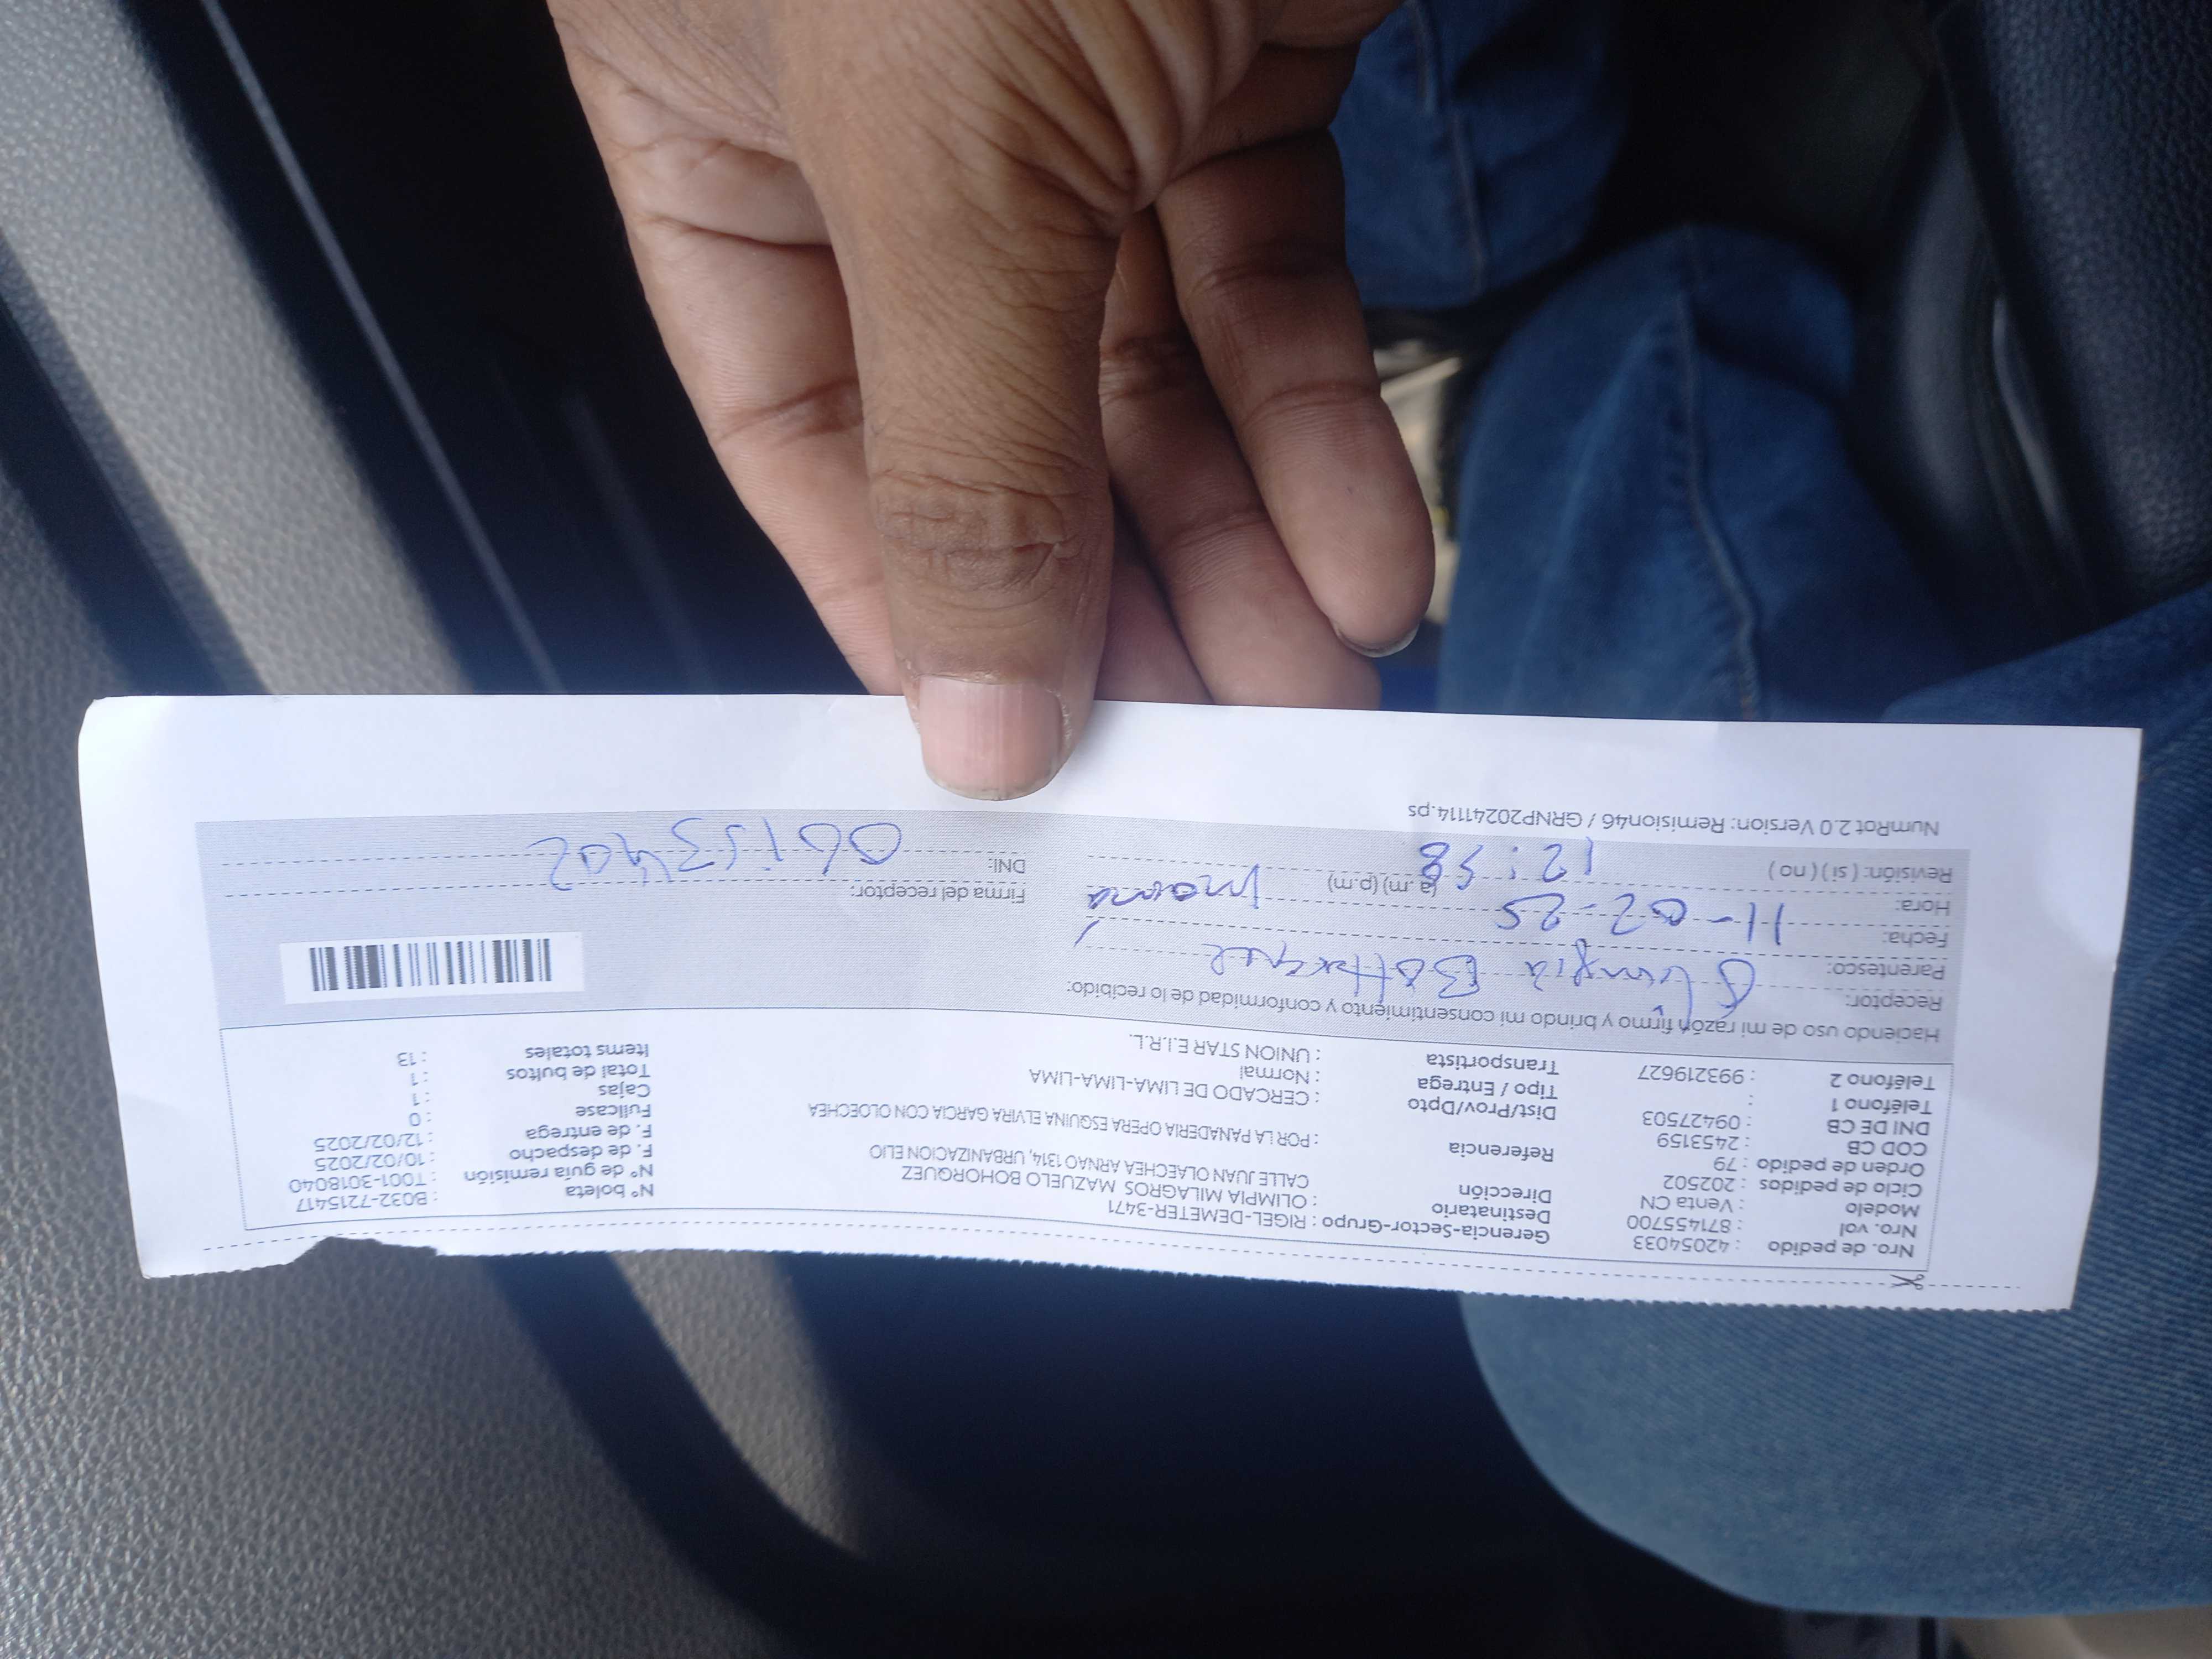 Nro. de pedido : 42054033
Nro. vol : 871455700
Modelo : Venta CN
Ciclo de pedidos : 202502
Orden de pedido : 79
COD CB : 2453159
DNI DE CB : 09427503
Teléfono 1 :
Teléfono 2 : 993219627
Gerencia-Sector-Grupo : RIGEL-DEMETER-3471
Destinatario : OLIMPIA MILAGROS MAZUELO BOHORQUEZ
Dirección CALLE JUAN OLAECHEA ARNAO 1314, URBANIZACION ELIO
Referencia : POR LA PANADERIA OPERA ESQUINA ELVIRA GARCIA CON OLOECHEA
Dist/Prov/Dpto : CERCADO DE LIMA-LIMA-LIMA
Tipo / Entrega : Normal
Transportista : UNION STAR E.I.R.L.
N° boleta : B032-7215417
N° de guía remisión : T001-3018040
F. de despacho : 10/02/2025
F. de entrega : 12/02/2025
Fullcase : 0
Cajas : 1
Total de bultos : 1
Items totales : 13
Haciendo uso de mi razón firmo y brindo mi consentimiento y conformidad de lo recibido:
Receptor: Olimpia
Parentesco:
Fecha: 11-02-25
Hora: 12:58 (a.m) (p.m)
Revisión: ( si ) ( no )
Firma del receptor:
DNI:
NumRot 2.0 Version: Remision46 / GRNP20241114.ps